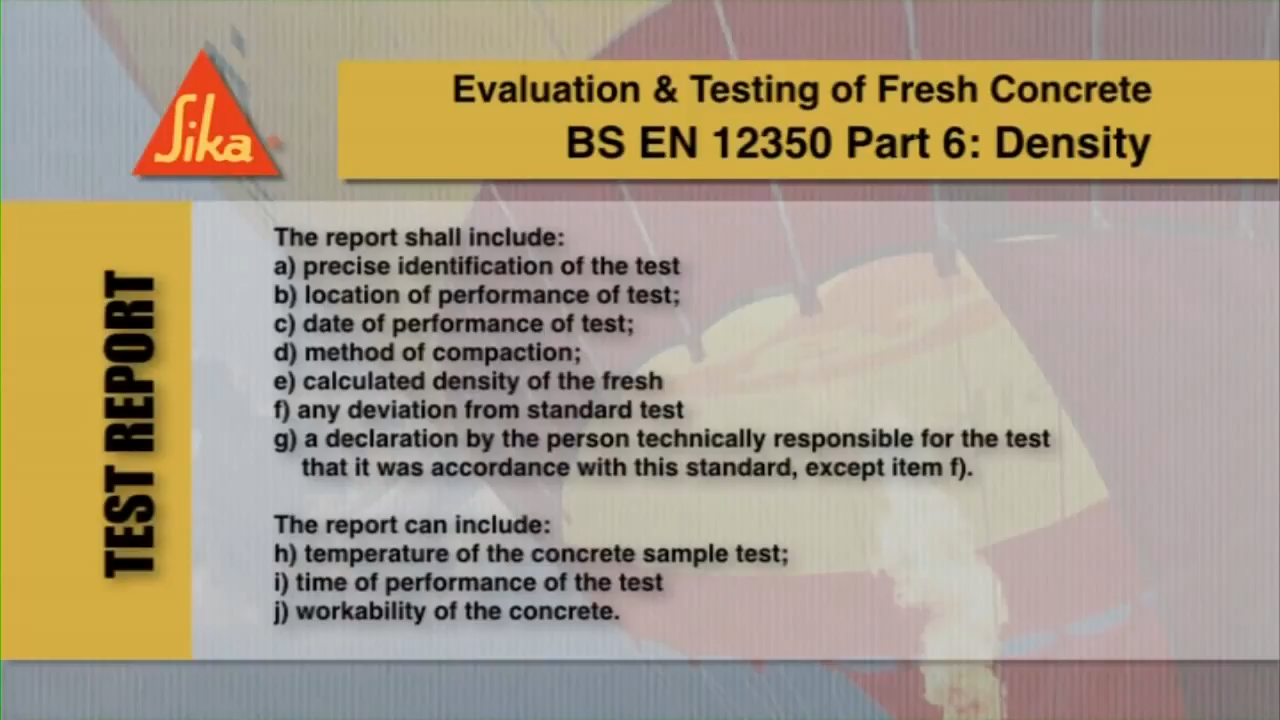 Sika
Evaluation & Testing of Fresh Concrete
BS EN 12350 Part 6: Density
TEST REPORT
The report shall include:
a) precise identification of the test
b) location of performance of test;
c) date of performance of test;
d) method of compaction;
e) calculated density of the fresh
f) any deviation from standard test
g) a declaration by the person technically responsible for the test
that it was accordance with this standard, except item f).
The report can include:
h) temperature of the concrete sample test;
i) time of performance of the test
j) workability of the concrete.